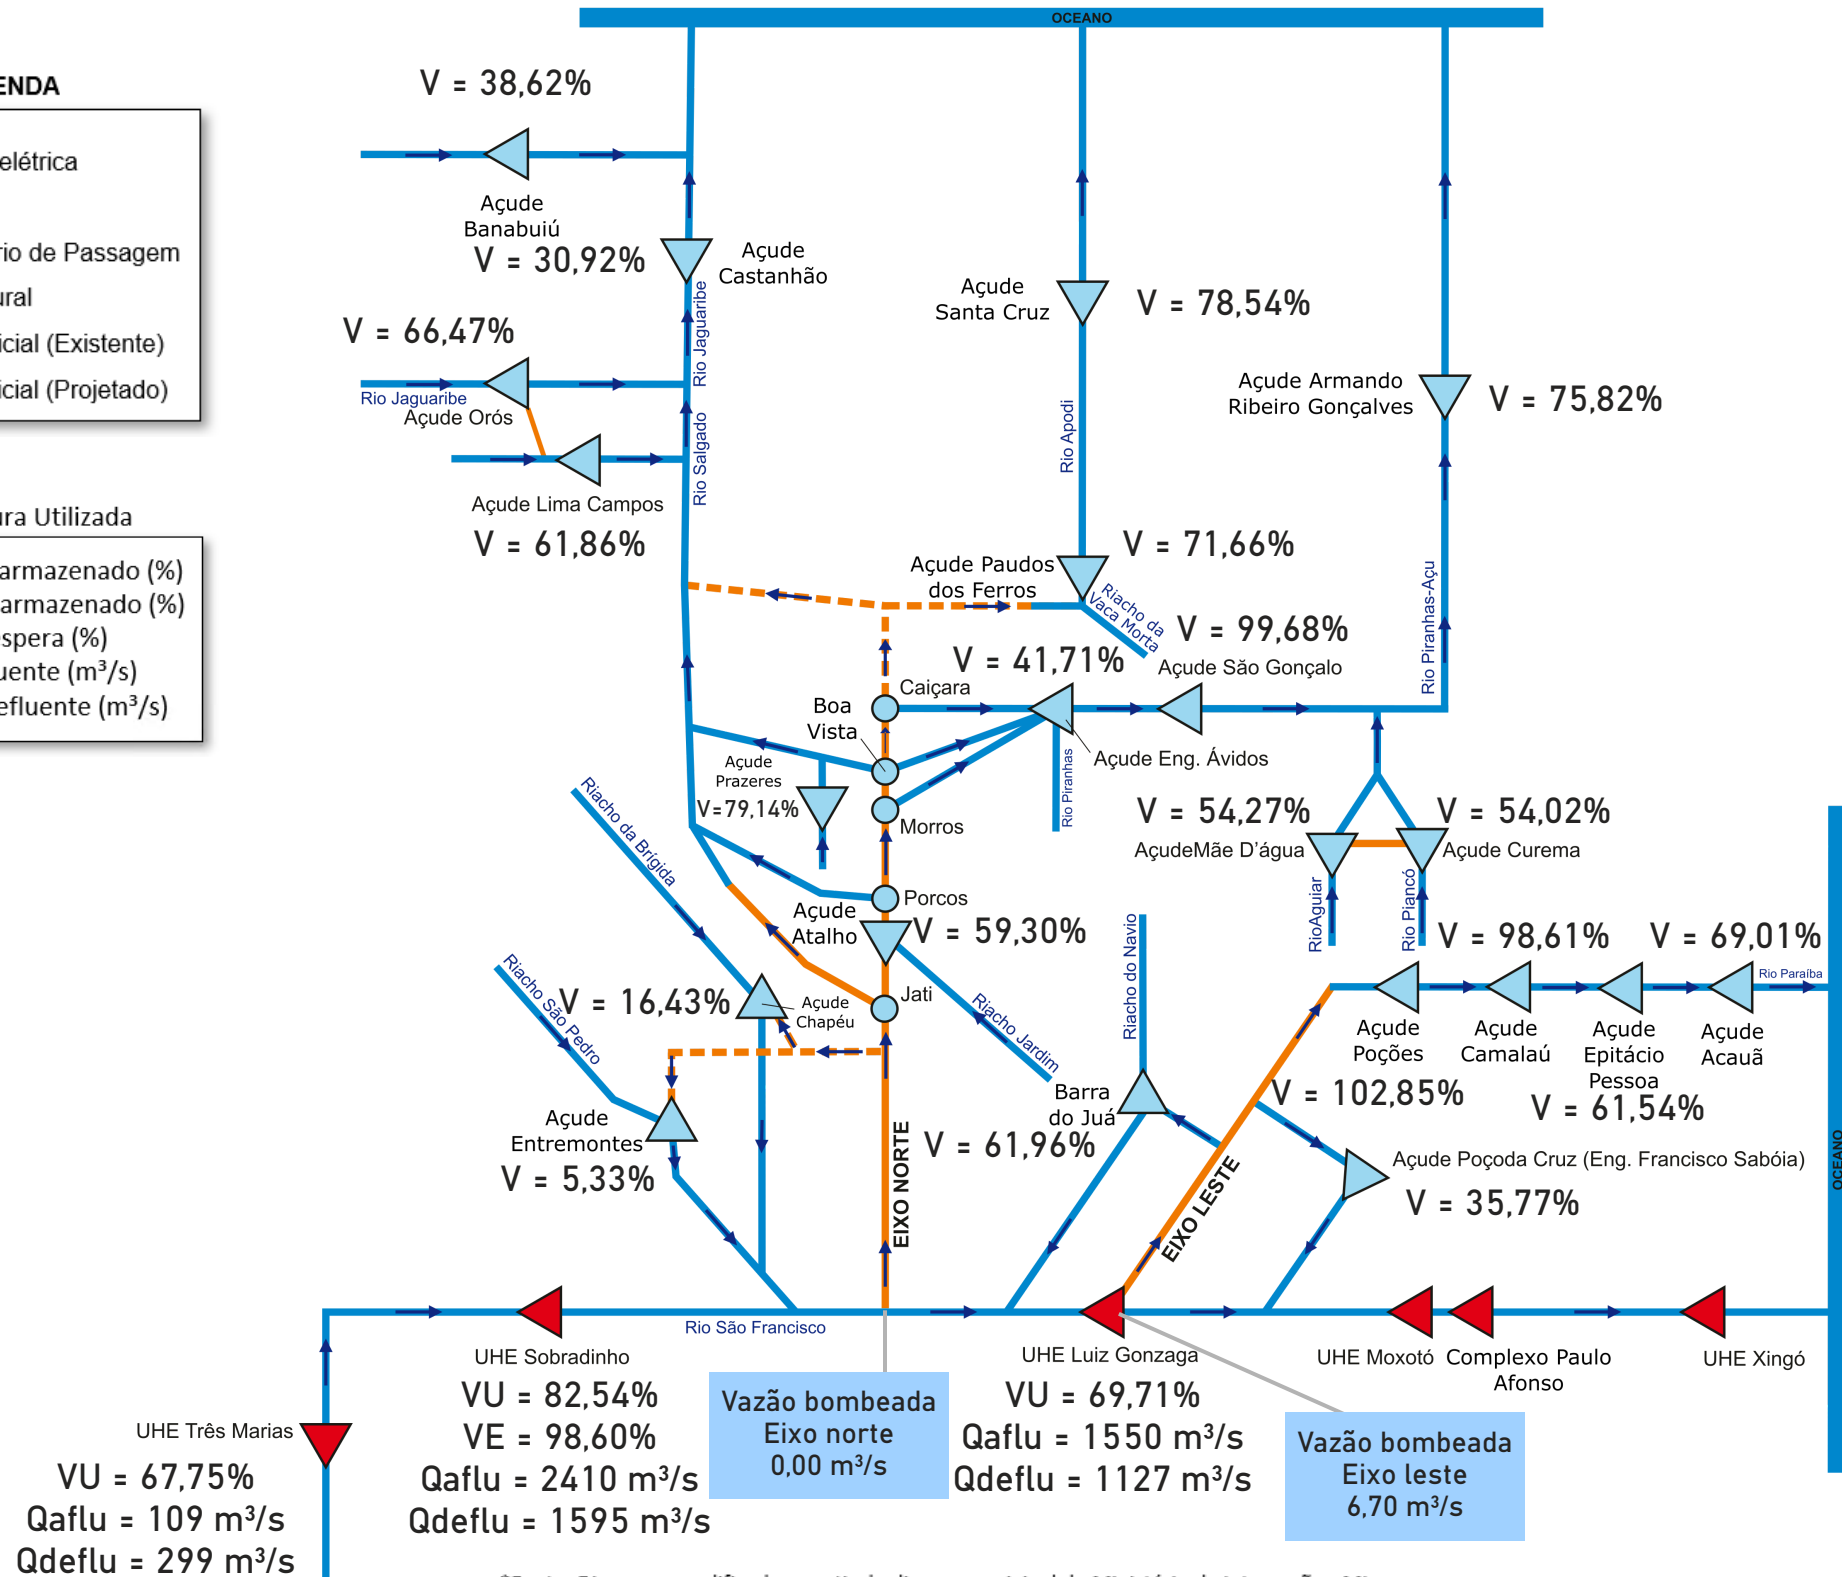 OCEANO
ENDA
elétrica
rio de Passagem
ural
icial (Existente)
icial (Projetado)
ura Utilizada
armazenado (%)
armazenado (%)
espera (%)
luente (m³/s)
efluente (m³/s)
V = 38,62%
Açude
Banabuiú
V = 30,92%
Açude
Castanhão
V = 66,47%
Rio Jaguaribe
Açude Orós
Rio Jaguaribe
Rio Salgado
Açude Lima Campos
V = 61,86%
Açude
Santa Cruz
V = 78,54%
Rio Apodi
Açude Armando
Ribeiro Gonçalves
V = 75,82%
Rio Piranhas-Açu
Açude Paudos
dos Ferros
V = 71,66%
Riacho da
Vaca Morta
V = 99,68%
Açude São Gonçalo
V = 41,71%
Caiçara
Boa
Vista
Açude Eng. Ávidos
Rio Piranhas
Açude
Prazeres
V=79,14%
Morros
V = 54,27%
AçudeMãe D'água
V = 54,02%
Açude Curema
RioAguiar
Rio Piancó
Riacho da Brígida
Porcos
Açude
Atalho
V = 59,30%
Riacho do Navio
V = 98,61%
V = 69,01%
Rio Paraíba
Riacho São Pedro
V = 16,43%
Açude
Chapéu
Jati
Riacho Jardim
Açude
Poções
Açude
Camalaú
Açude
Epitácio
Pessoa
Açude
Acauã
V = 102,85%
V = 61,54%
Barra
do Juá
V = 61,96%
Açude
Entremontes
V = 5,33%
EIXO NORTE
EIXO LESTE
Açude Poçoda Cruz (Eng. Francisco Sabóia)
V = 35,77%
OCEANO
Rio São Francisco
UHE Sobradinho
VU = 82,54%
VE = 98,60%
Qaflu = 2410 m³/s
Qdeflu = 1595 m³/s
Vazão bombeada
Eixo norte
0,00 m³/s
UHE Luiz Gonzaga
VU = 69,71%
Qaflu = 1550 m³/s
Qdeflu = 1127 m³/s
Vazão bombeada
Eixo leste
6,70 m³/s
UHE Moxotó
Complexo Paulo
Afonso
UHE Xingó
UHE Três Marias
VU = 67,75%
Qaflu = 109 m³/s
Qdeflu = 299 m³/s